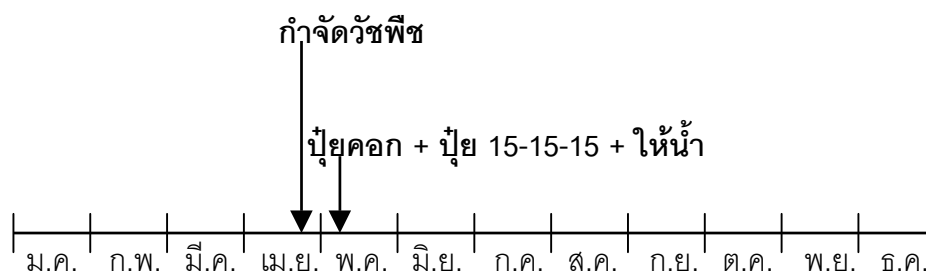 กำจัดวัชพืช
ปุ๋ยคอก + ปุ๋ย 15-15-15 + ให้น้ำ
ม.ค. ก.พ. มี.ค. เม.ย. พ.ค. มิ.ย. ก.ค. ส.ค. ก.ย. ต.ค. พ.ย. ธ.ค.